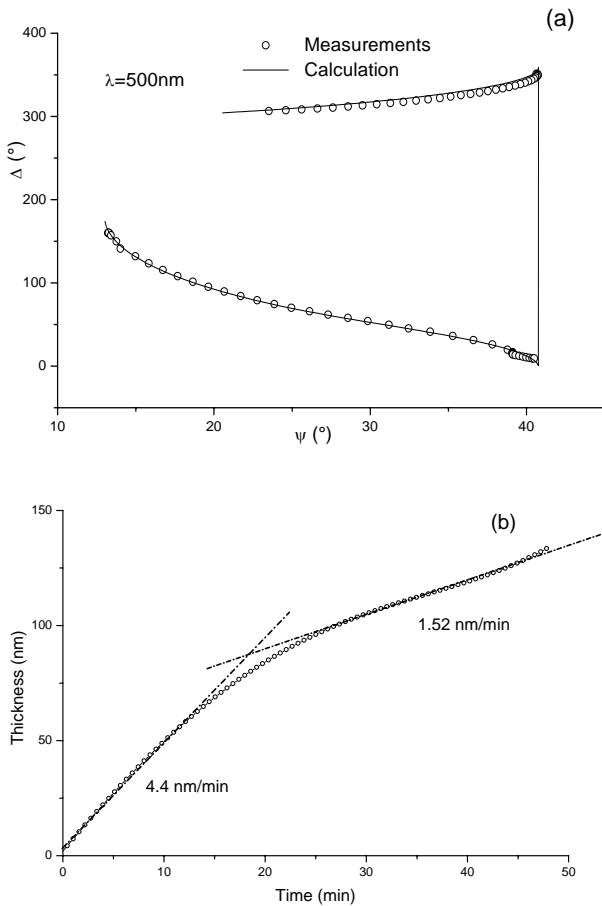 (a)
400
Measurements
Calculation
λ=500nm
300
Δ (°)
200
100
0
10
20
30
40
ψ (°)
150
(b)
100
1.52 nm/min
Thickness (nm)
50
4.4 nm/min
0
0
10
20
30
40
50
Time (min)